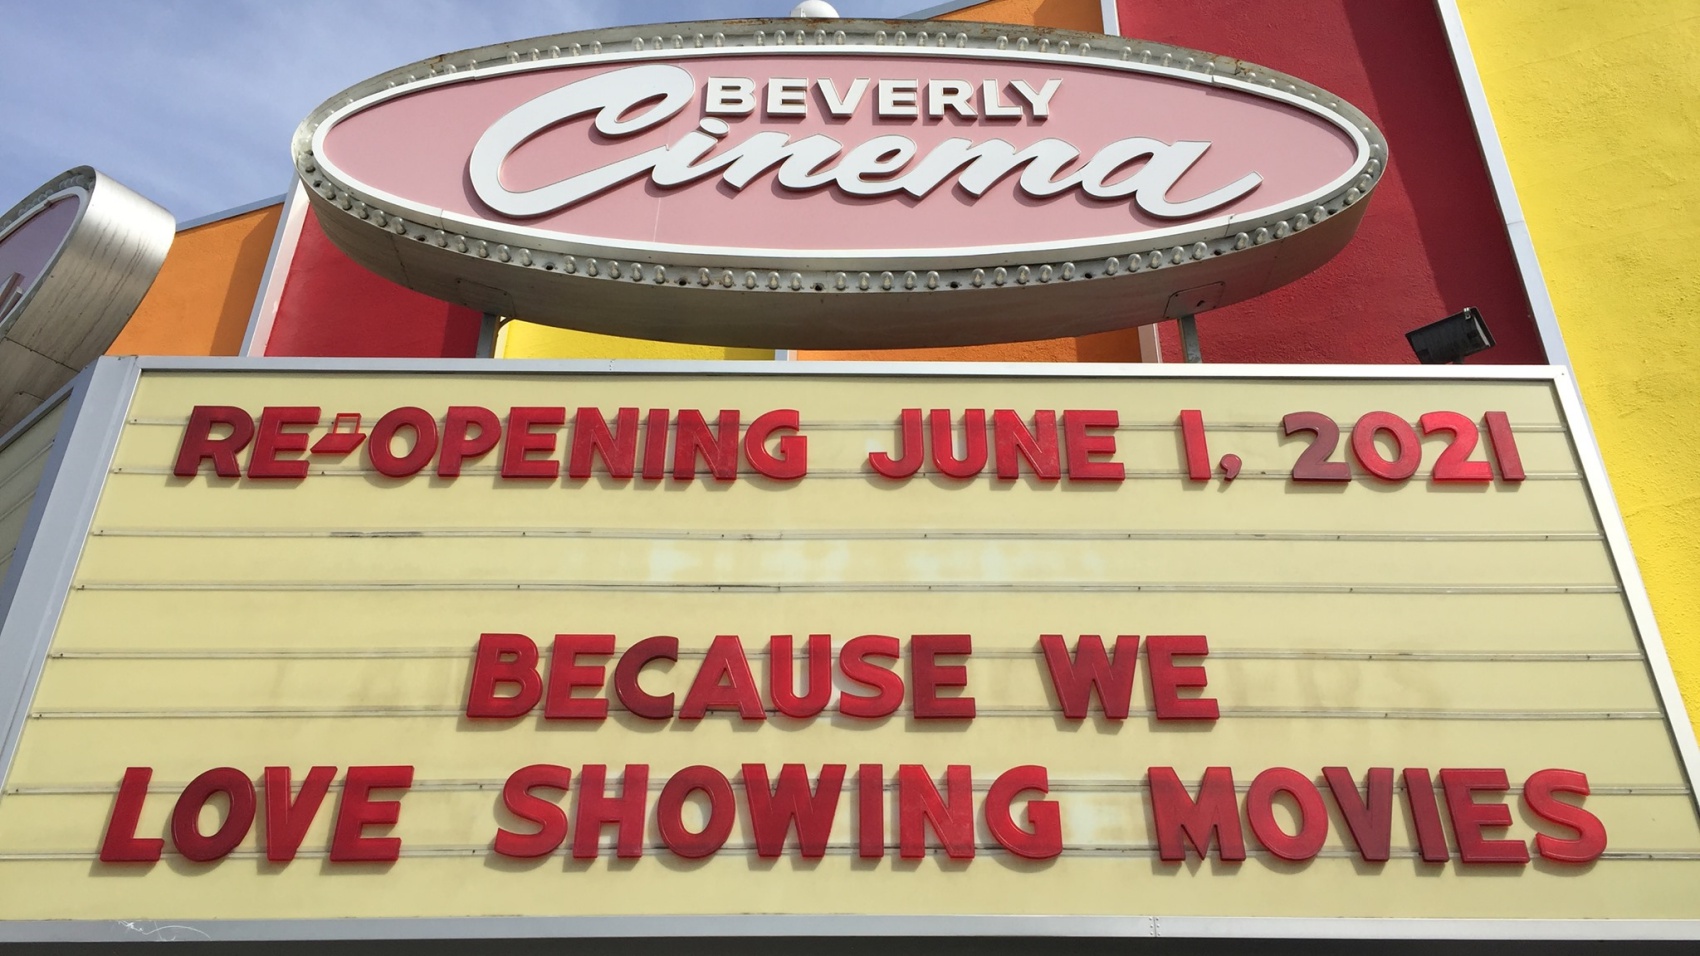 BEVERLY
Cinema
RE-OPENING JUNE 1, 2021
BECAUSE WE
LOVE SHOWING MOVIES